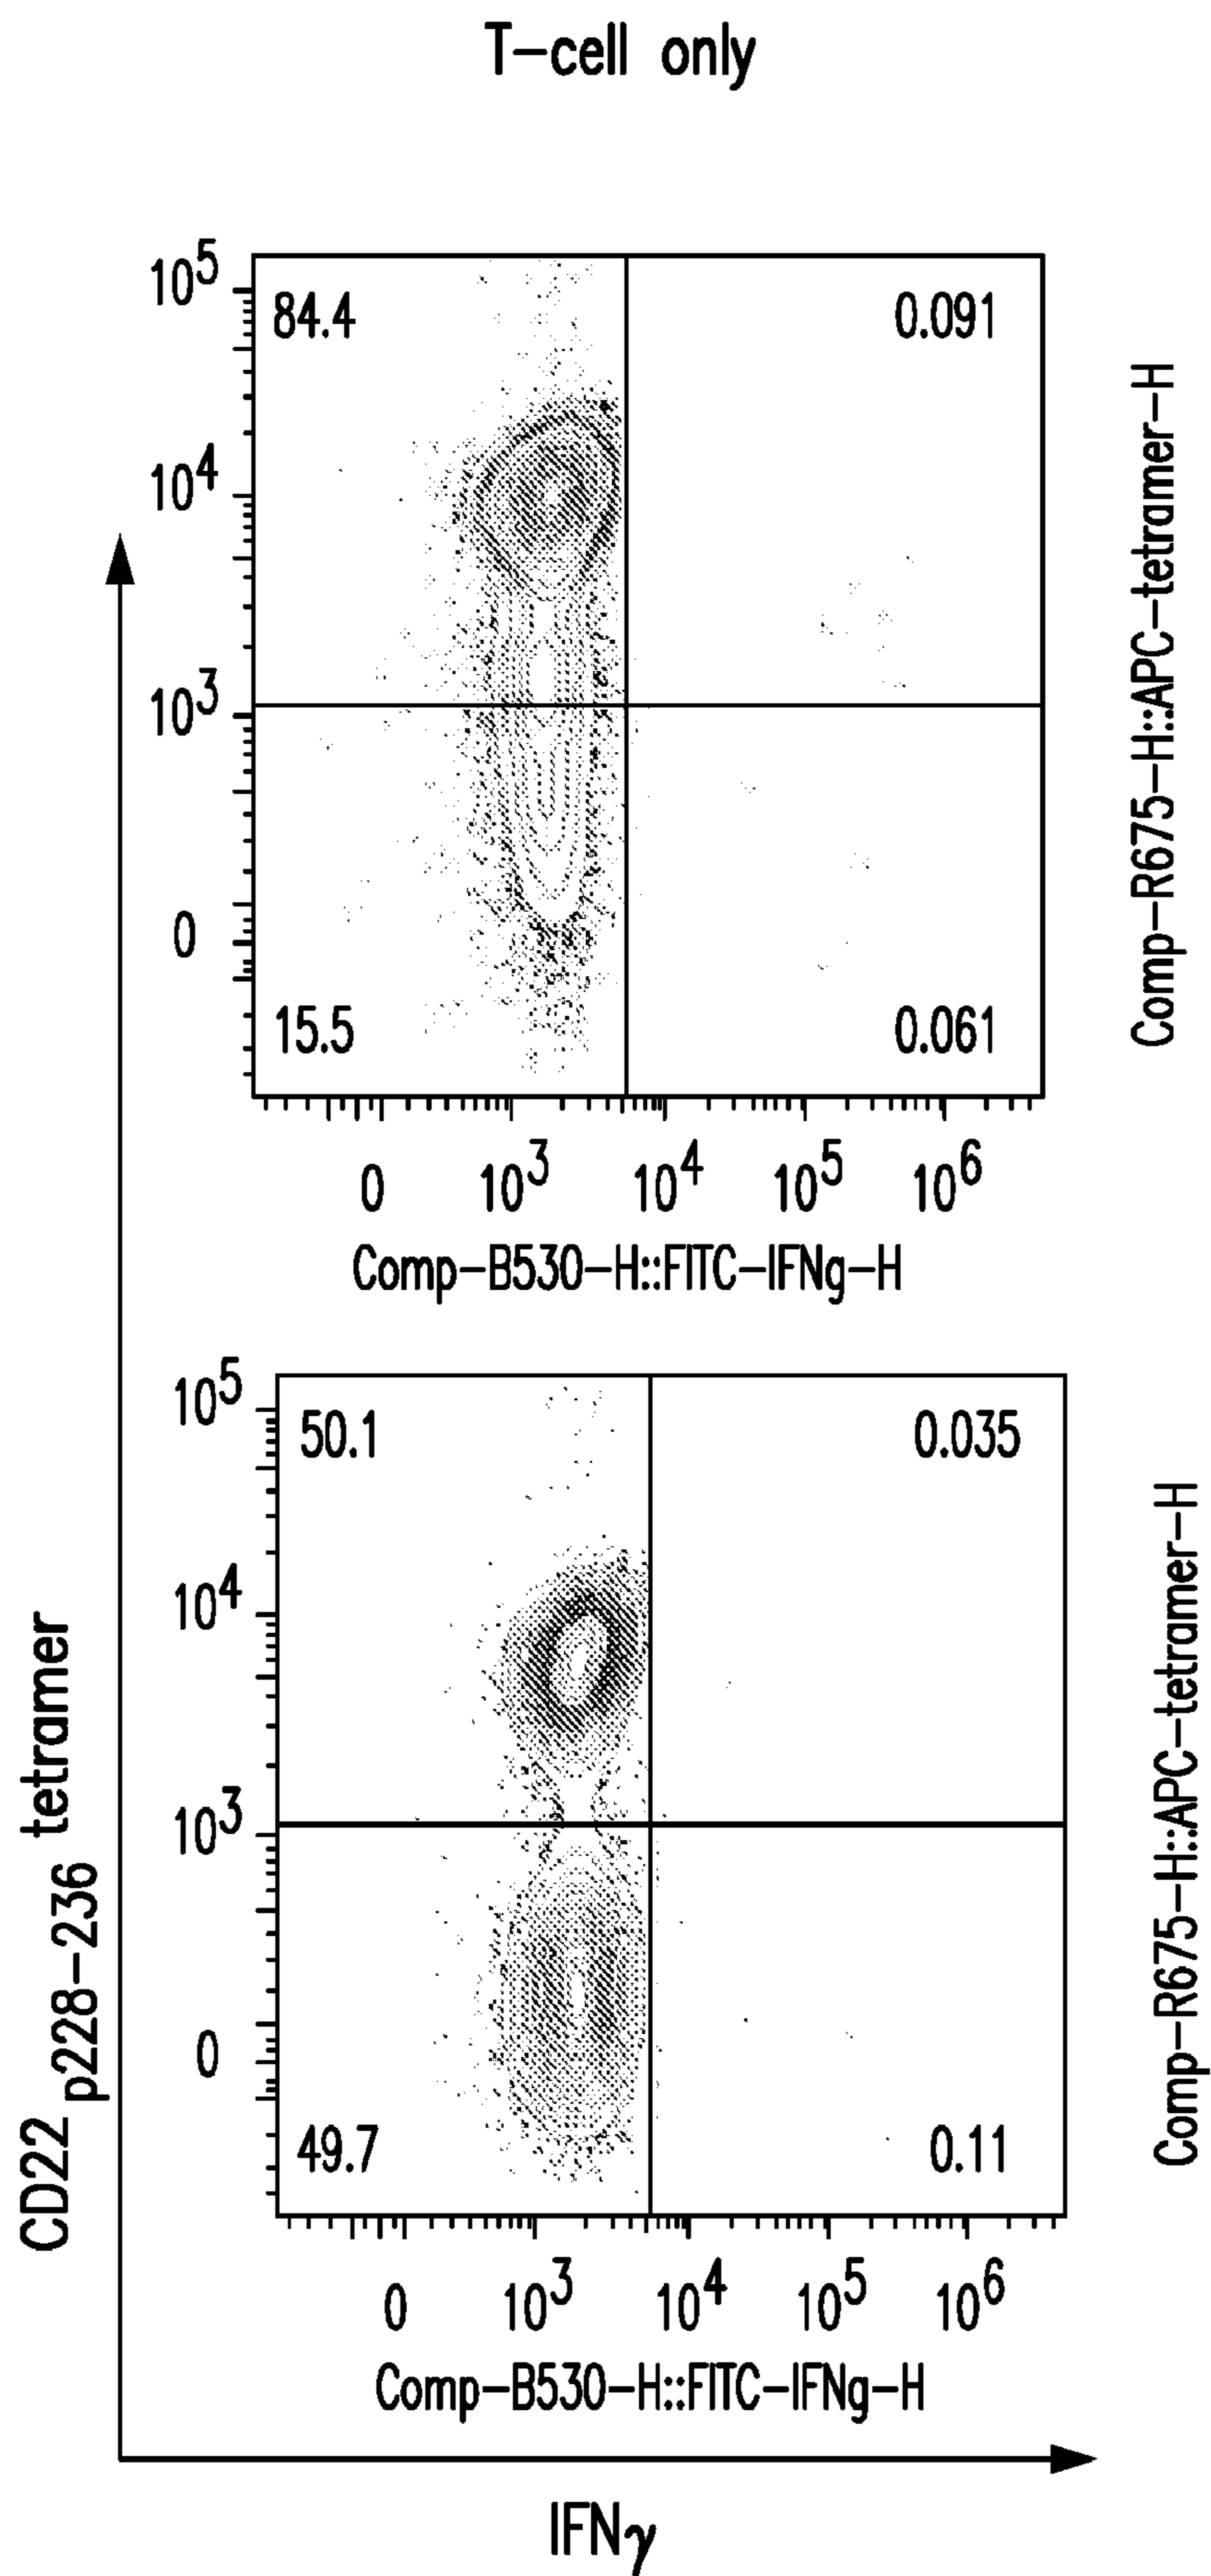 T-cell only
10^5
84.4
0.091
10^4
10^3
0
15.5
0.061
0 10^3 10^4 10^5 10^6
Comp-B530-H::FITC-IFNg-H
Comp-R675-H::APC-tetramer-H
10^5
50.1
0.035
10^4
10^3
0
49.7
0.11
0 10^3 10^4 10^5 10^6
Comp-B530-H::FITC-IFNg-H
Comp-R675-H::APC-tetramer-H
CD22 p228-236 tetramer
IFNγ